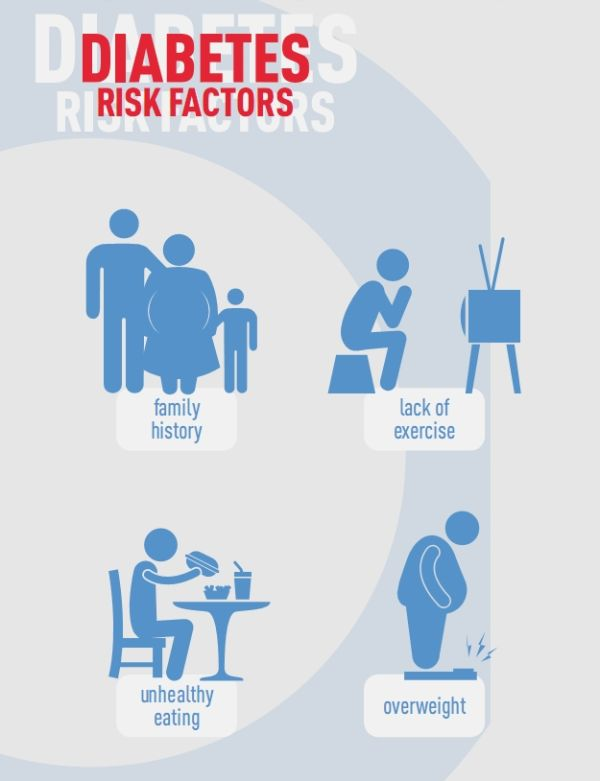 DIABETES
RISK FACTORS
family
history
lack of
exercise
unhealthy
eating
overweight